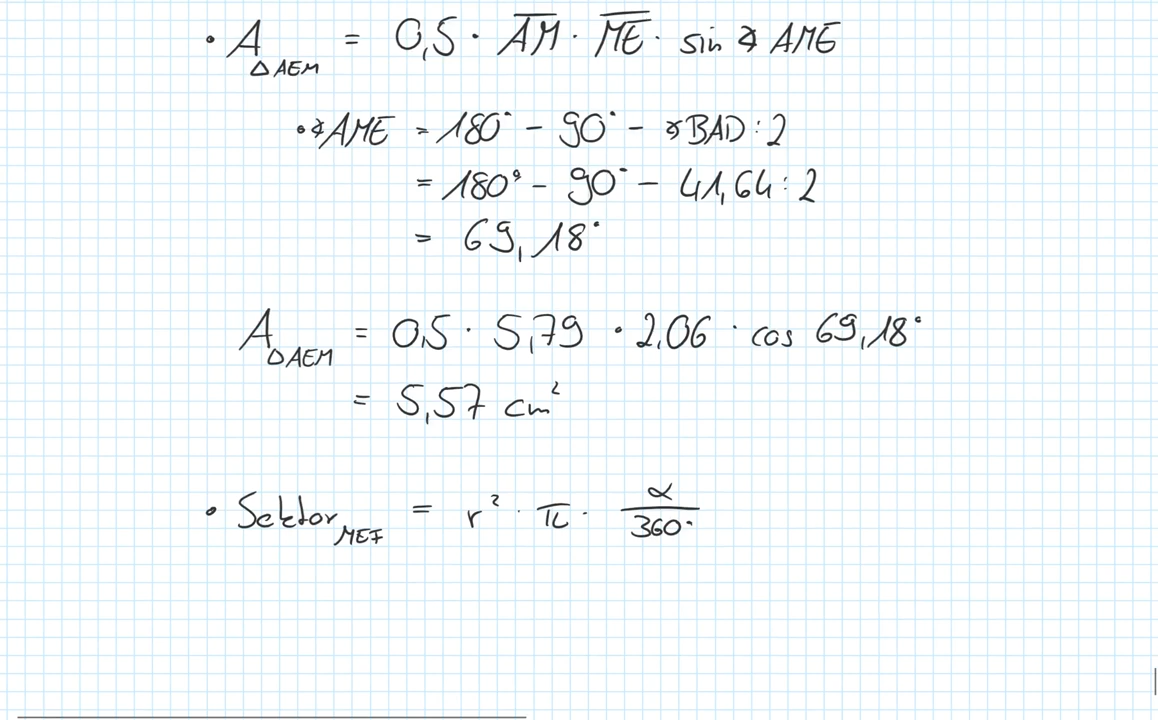 • A_ΔAEM = 0,5 · AM · ME · sin ∢ AME
• ∢AME = 180° - 90° - ∢BAD : 2
= 180° - 90° - 41,64 : 2
= 69,18°
A_ΔAEM = 0,5 · 5,79 · 2,06 · cos 69,18°
= 5,57 cm²
• Sektor_MEF = r² · π · α/360°